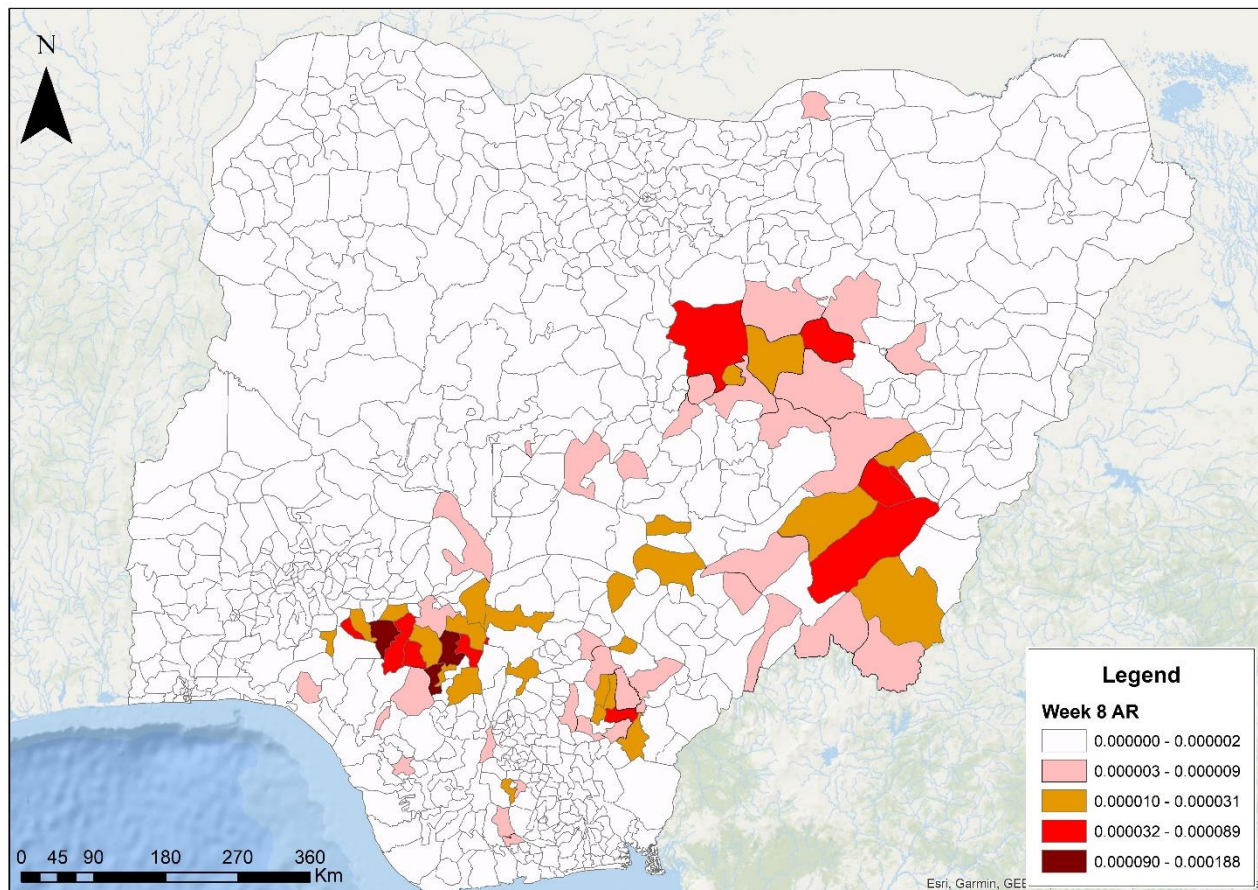 N
Legend
Week 8 AR
0.000000 - 0.000002
0.000003 - 0.000009
0.000010 - 0.000031
0.000032 - 0.000089
0.000090 - 0.000188
0 45 90 180 270 360
Km
Esri, Garmin,